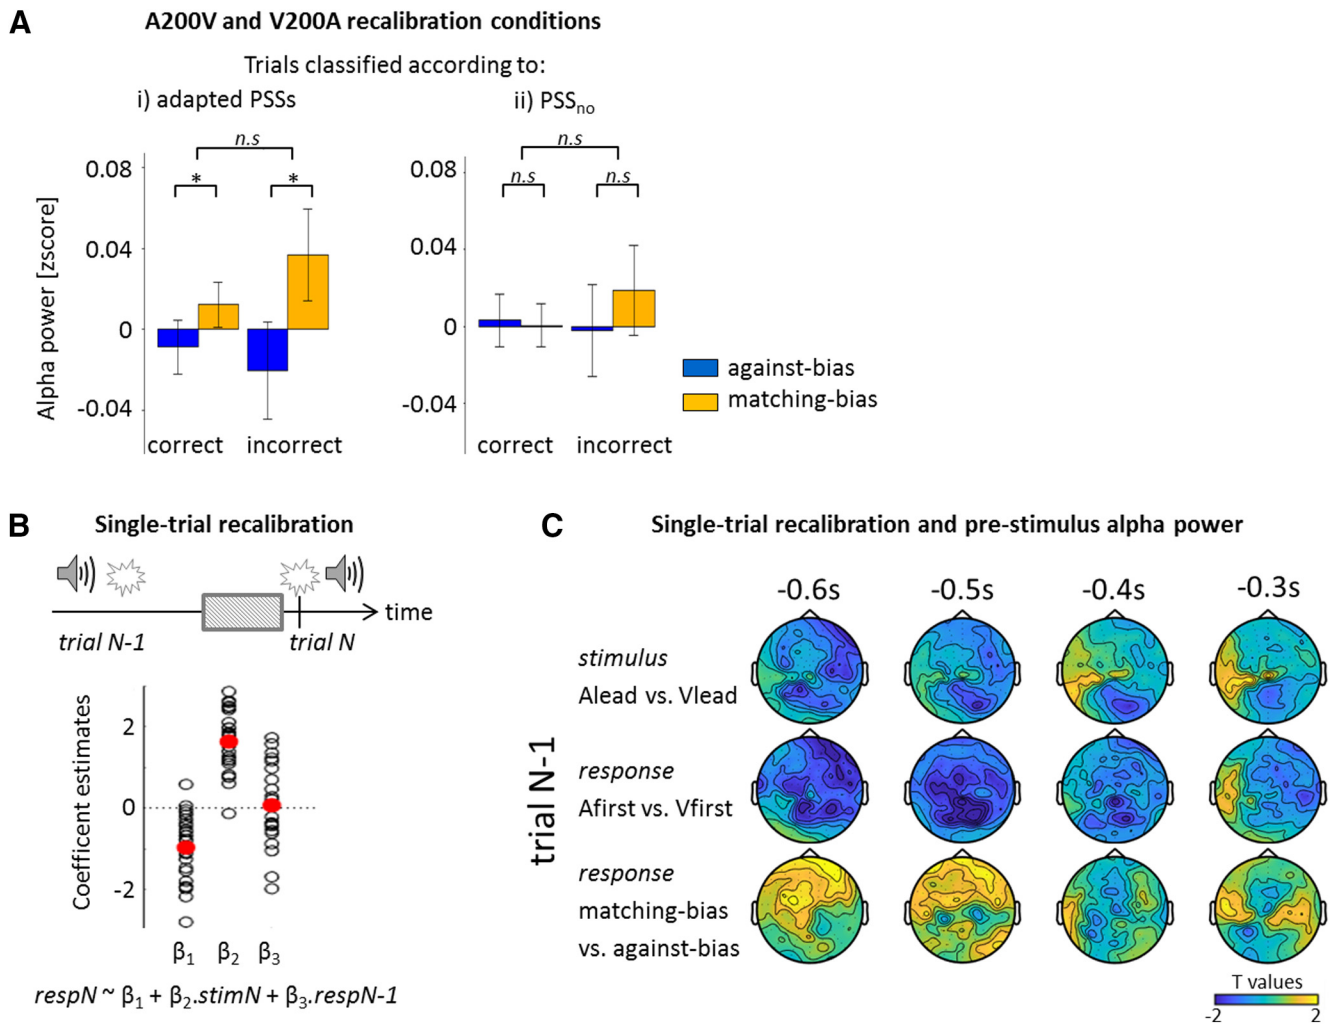 A
A200V and V200A recalibration conditions
Trials classified according to:
i) adapted PSSs
ii) PSSno
n.s
n.s
*
*
n.s
n.s
0.08
0.04
0
-0.04
Alpha power [zscore]
correct
incorrect
0.08
0.04
0
-0.04
correct
incorrect
against-bias
matching-bias
B
Single-trial recalibration
time
trial N-1
trial N
Coefficent estimates
2
0
-2
β1
β2
β3
respN ~ β1 + β2.stimN + β3.respN-1
C
Single-trial recalibration and pre-stimulus alpha power
-0.6s
-0.5s
-0.4s
-0.3s
trial N-1
stimulus
Alead vs. Vlead
response
Afirst vs. Vfirst
response
matching-bias
vs. against-bias
T values
-2
2